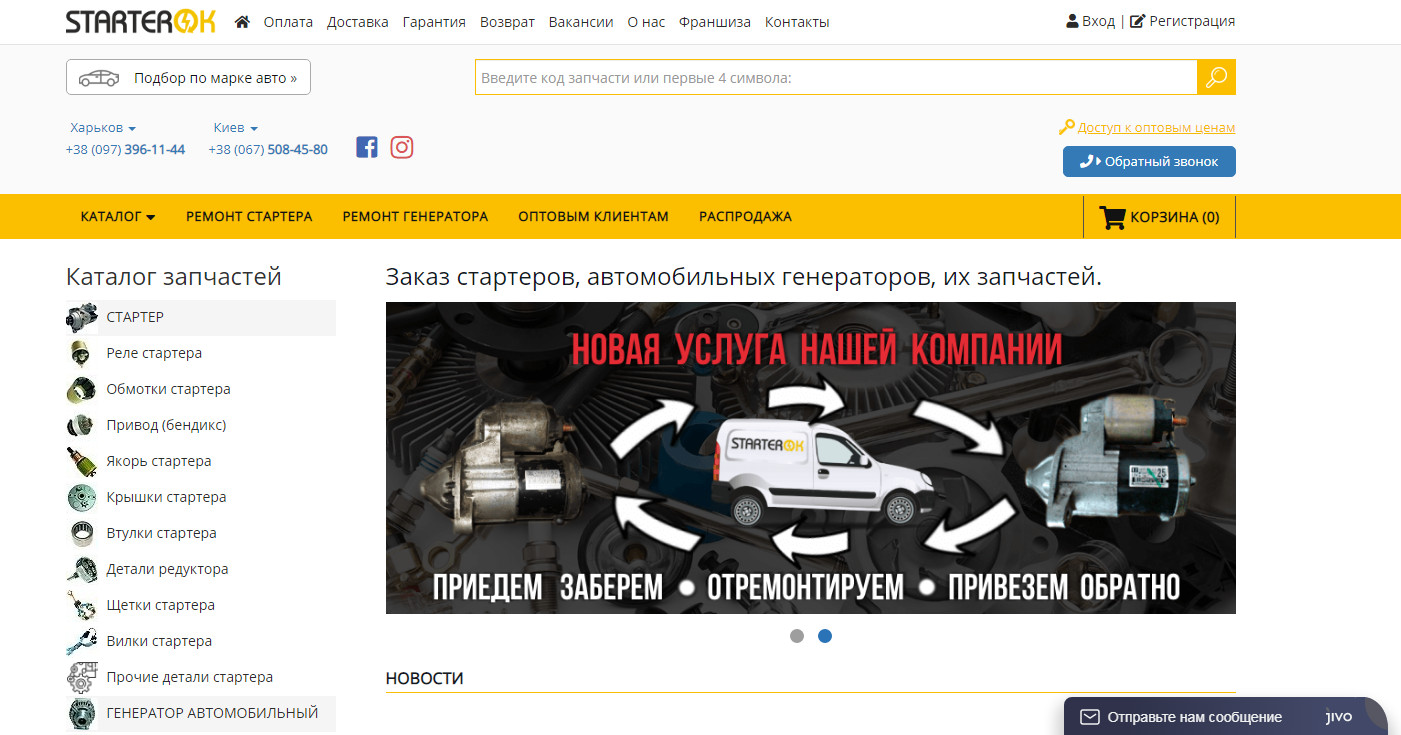 STARTEROK Оплата Доставка Гарантия Возврат Вакансии О нас Франшиза Контакты Вход | Регистрация
Подбор по марке авто » Введите код запчасти или первые 4 символа:
Харьков Киев Доступ к оптовым ценам
+38 (097) 396-11-44 +38 (067) 508-45-80
Обратный звонок
КАТАЛОГ РЕМОНТ СТАРТЕРА РЕМОНТ ГЕНЕРАТОРА ОПТОВЫМ КЛИЕНТАМ РАСПРОДАЖА КОРЗИНА (0)
Каталог запчастей
СТАРТЕР
Реле стартера
Обмотки стартера
Привод (бендикс)
Якорь стартера
Крышки стартера
Втулки стартера
Детали редуктора
Щетки стартера
Вилки стартера
Прочие детали стартера
ГЕНЕРАТОР АВТОМОБИЛЬНЫЙ
Заказ стартеров, автомобильных генераторов, их запчастей.
НОВАЯ УСЛУГА НАШЕЙ КОМПАНИИ
STARTEROK
ПРИЕДЕМ ЗАБЕРЕМ • ОТРЕМОНТИРУЕМ • ПРИВЕЗЕМ ОБРАТНО
НОВОСТИ
Отправьте нам сообщение jivo